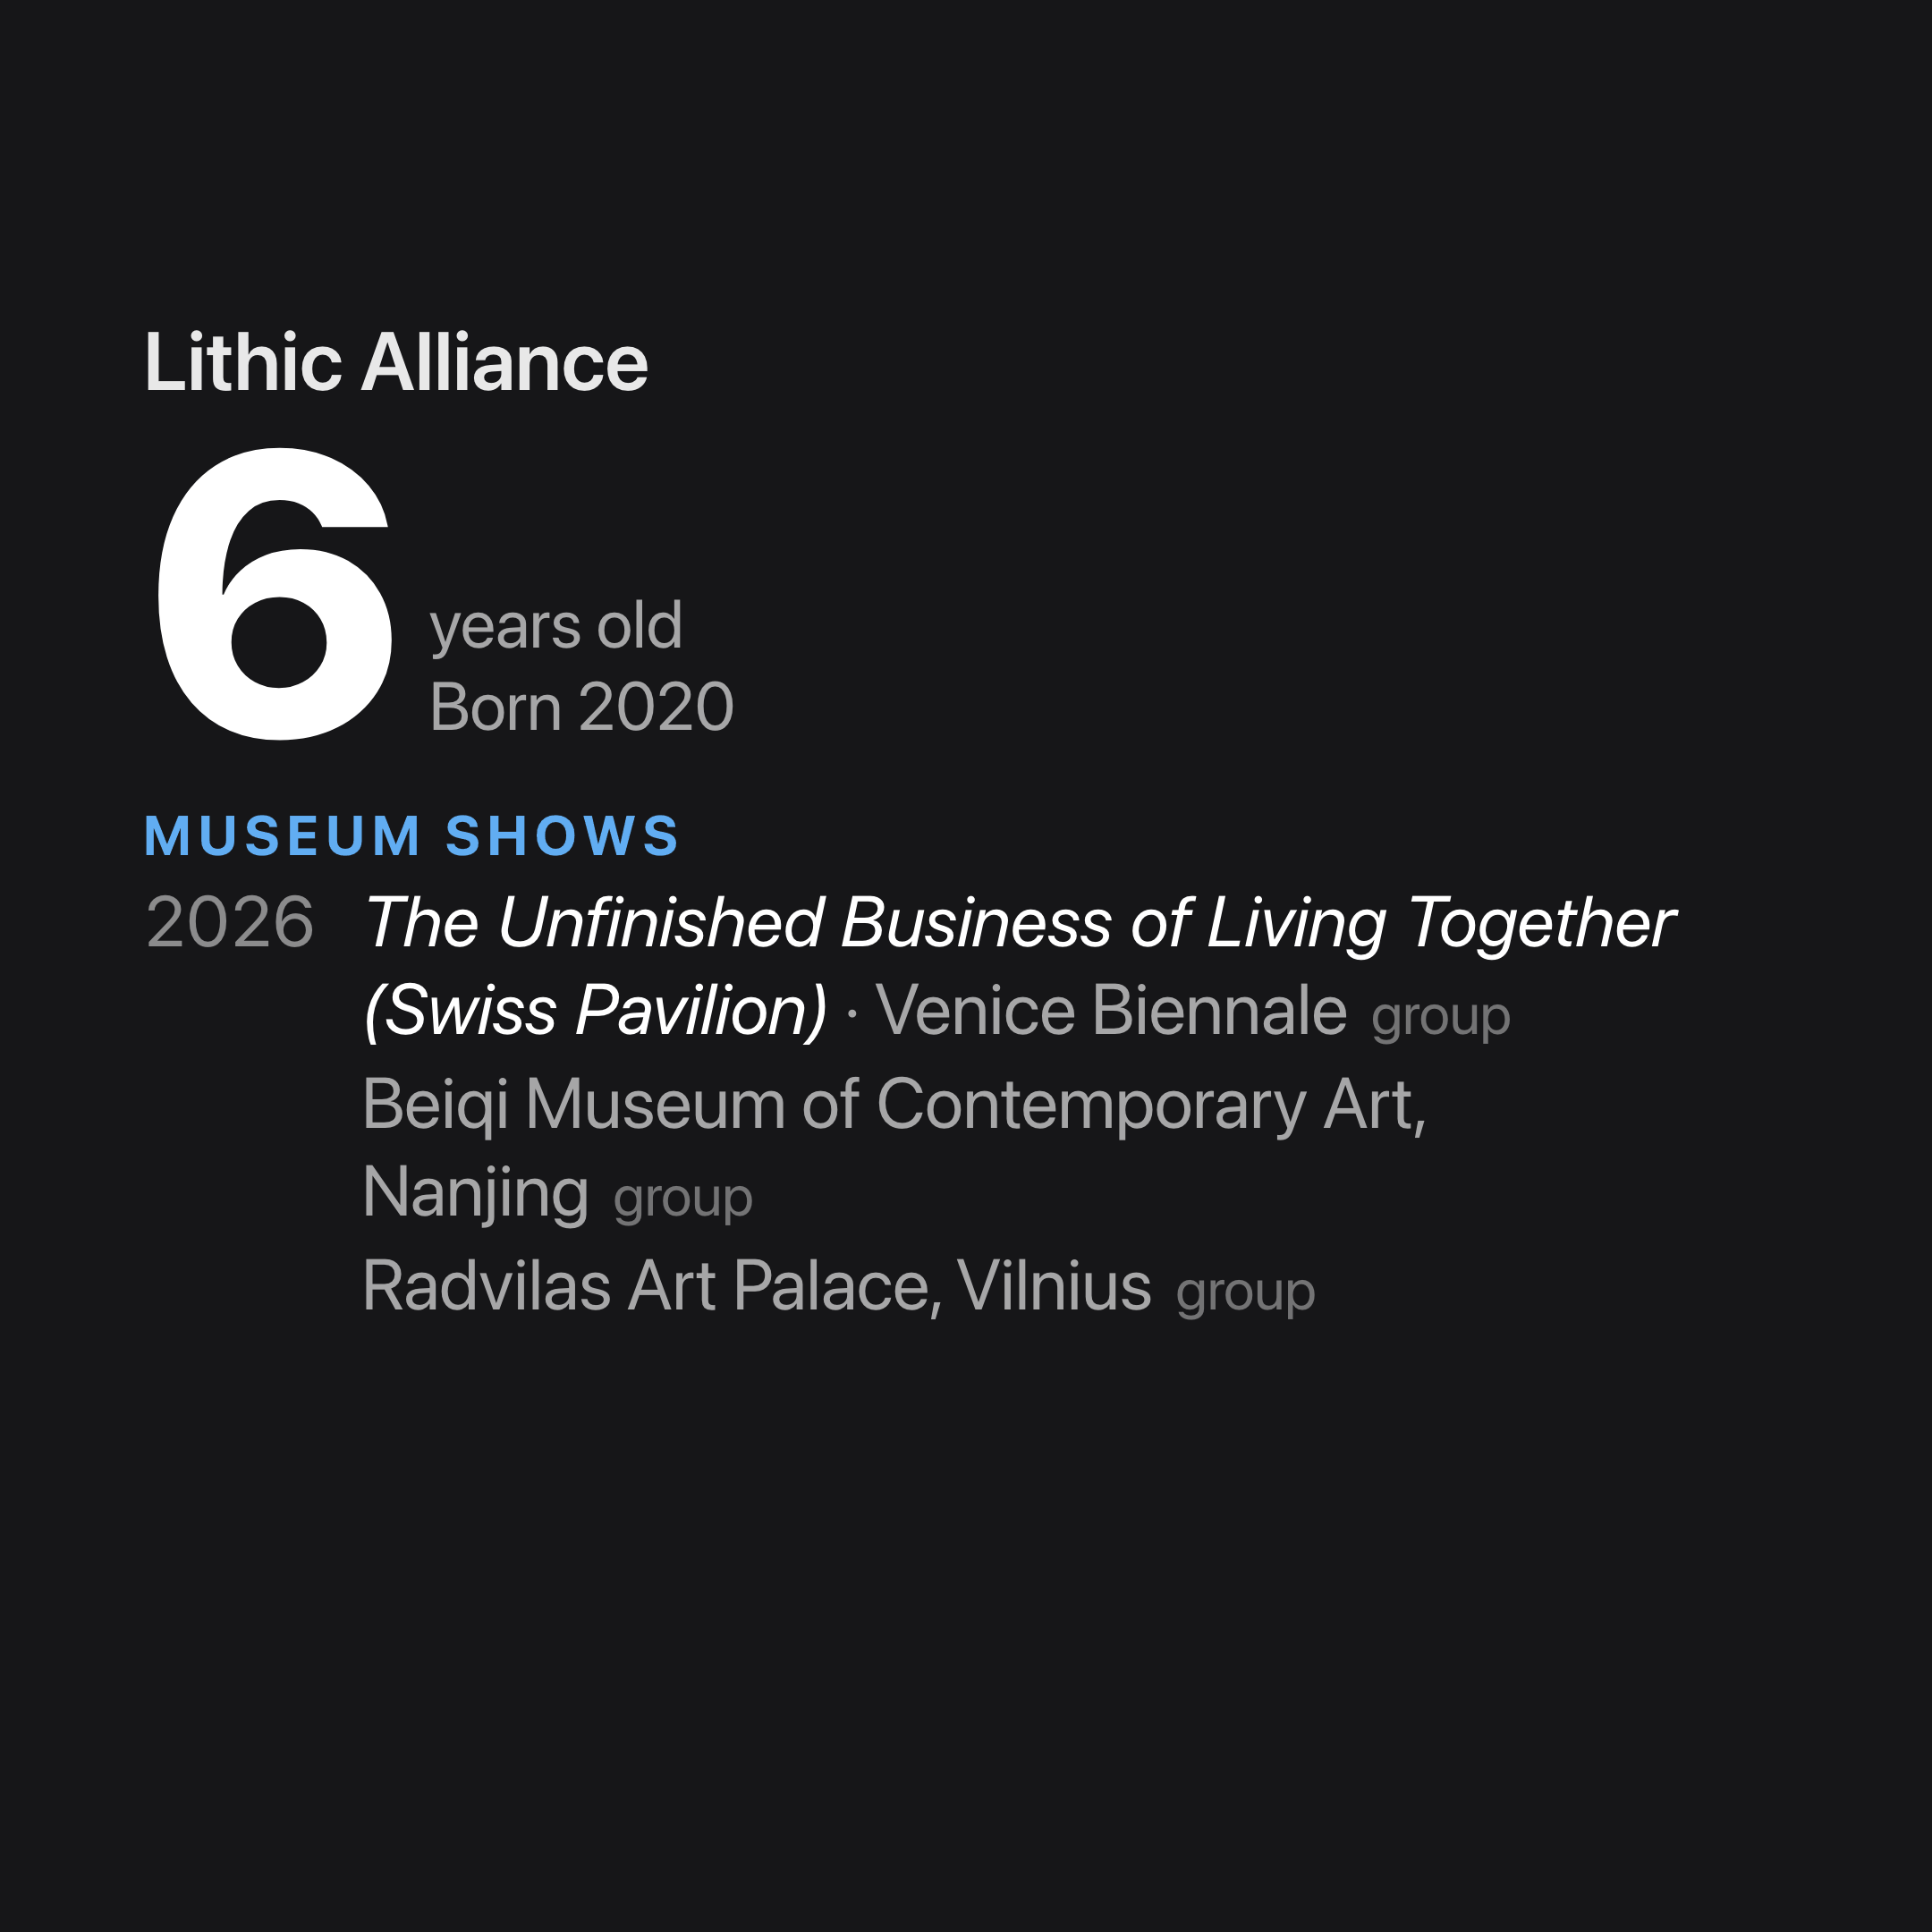 Lithic Alliance
6
years old
Born 2020
MUSEUM SHOWS
2026 The Unfinished Business of Living Together
(Swiss Pavilion) · Venice Biennale group
Beiqi Museum of Contemporary Art,
Nanjing group
Radvilas Art Palace, Vilnius group